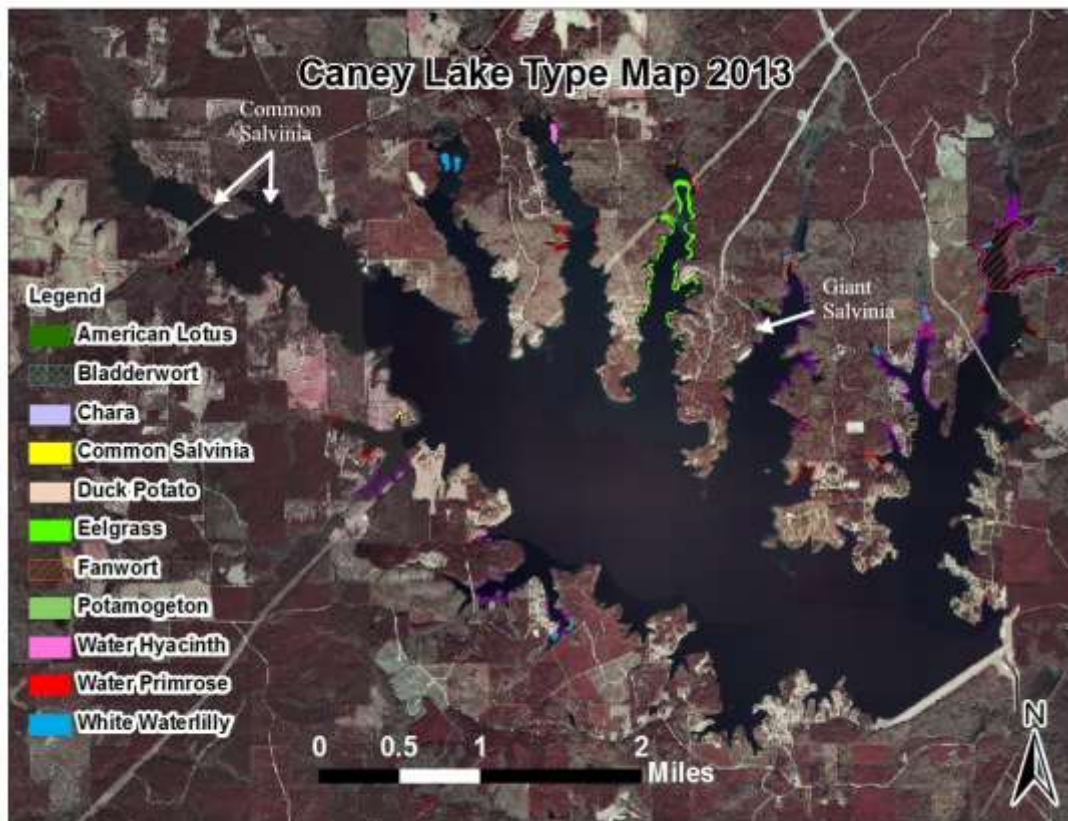 Caney Lake Type Map 2013
Common
Salvinia
Giant
Salvinia
Legend
American Lotus
Bladderwort
Chara
Common Salvinia
Duck Potato
Eelgrass
Fanwort
Potamogeton
Water Hyacinth
Water Primrose
White Waterlilly
0 0.5 1 2
Miles
N